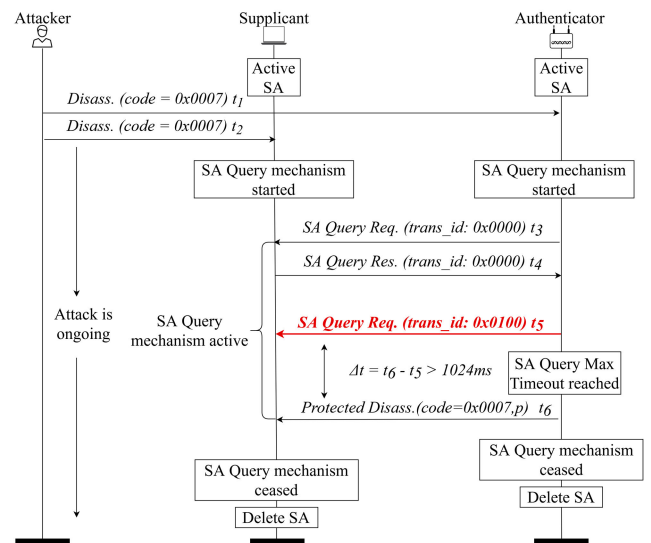 Attacker
Supplicant
Authenticator
Active
SA
Active
SA
Disass. (code = 0x0007) t1
Disass. (code = 0x0007) t2
SA Query mechanism
started
SA Query mechanism
started
SA Query Req. (trans_id: 0x0000) t3
SA Query Res. (trans_id: 0x0000) t4
Attack is
ongoing
SA Query
mechanism active
SA Query Req. (trans_id: 0x0100) t5
Δt = t6 - t5 > 1024ms
SA Query Max
Timeout reached
Protected Disass.(code=0x0007,p) t6
SA Query mechanism
ceased
SA Query mechanism
ceased
Delete SA
Delete SA